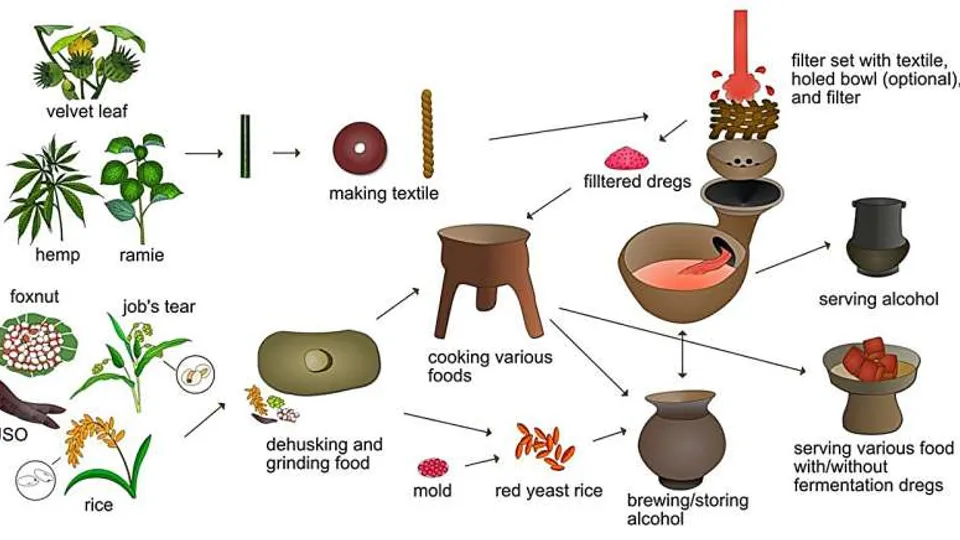 velvet leaf
hemp
ramie
making textile
filter set with textile,
holed bowl (optional),
and filter
filltered dregs
serving alcohol
foxnut
job's tear
cooking various
foods
dehusking and
grinding food
rice
mold
red yeast rice
brewing/storing
alcohol
serving various food
with/without
fermentation dregs